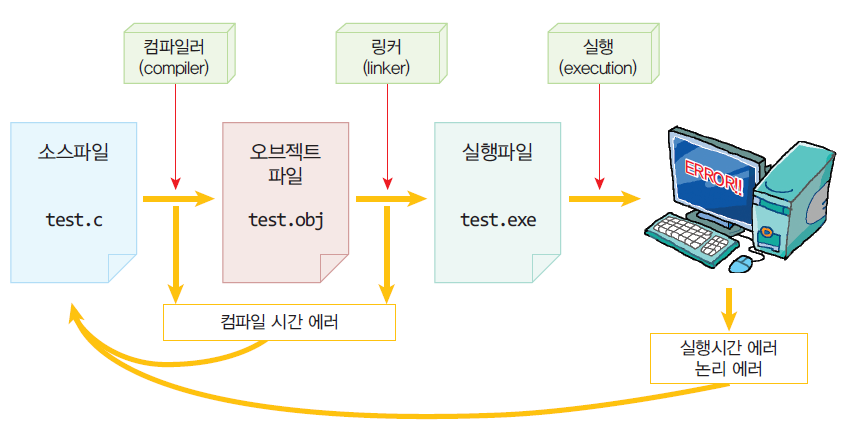 컴파일러
(compiler)
링커
(linker)
실행
(execution)
소스파일
test.c
오브젝트
파일
test.obj
실행파일
test.exe
ERROR!!
컴파일 시간 에러
실행시간 에러
논리 에러